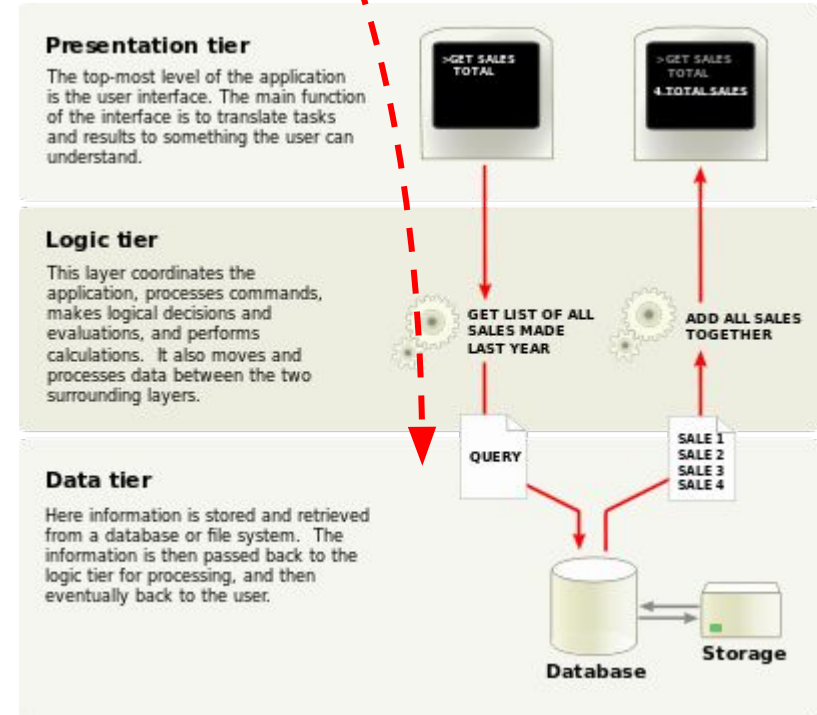 Presentation tier
The top-most level of the application
is the user interface. The main function
of the interface is to translate tasks
and results to something the user can
understand.
>GET SALES
TOTAL
>GET SALES
TOTAL
4.TOTAL.SALES
Logic tier
This layer coordinates the
application, processes commands,
makes logical decisions and
evaluations, and performs
calculations.  It also moves and
processes data between the two
surrounding layers.
GET LIST OF ALL
SALES MADE
LAST YEAR
ADD ALL SALES
TOGETHER
QUERY
SALE 1
SALE 2
SALE 3
SALE 4
Data tier
Here information is stored and retrieved
from a database or file system.  The
information is then passed back to the
logic tier for processing, and then
eventually back to the user.
Database
Storage